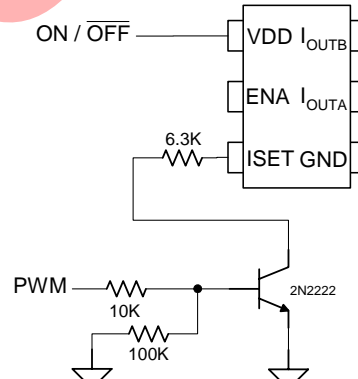 ON / OFF
VDD IOUTB
ENA IOUTA
6.3K
ISET GND
PWM
10K
2N2222
100K